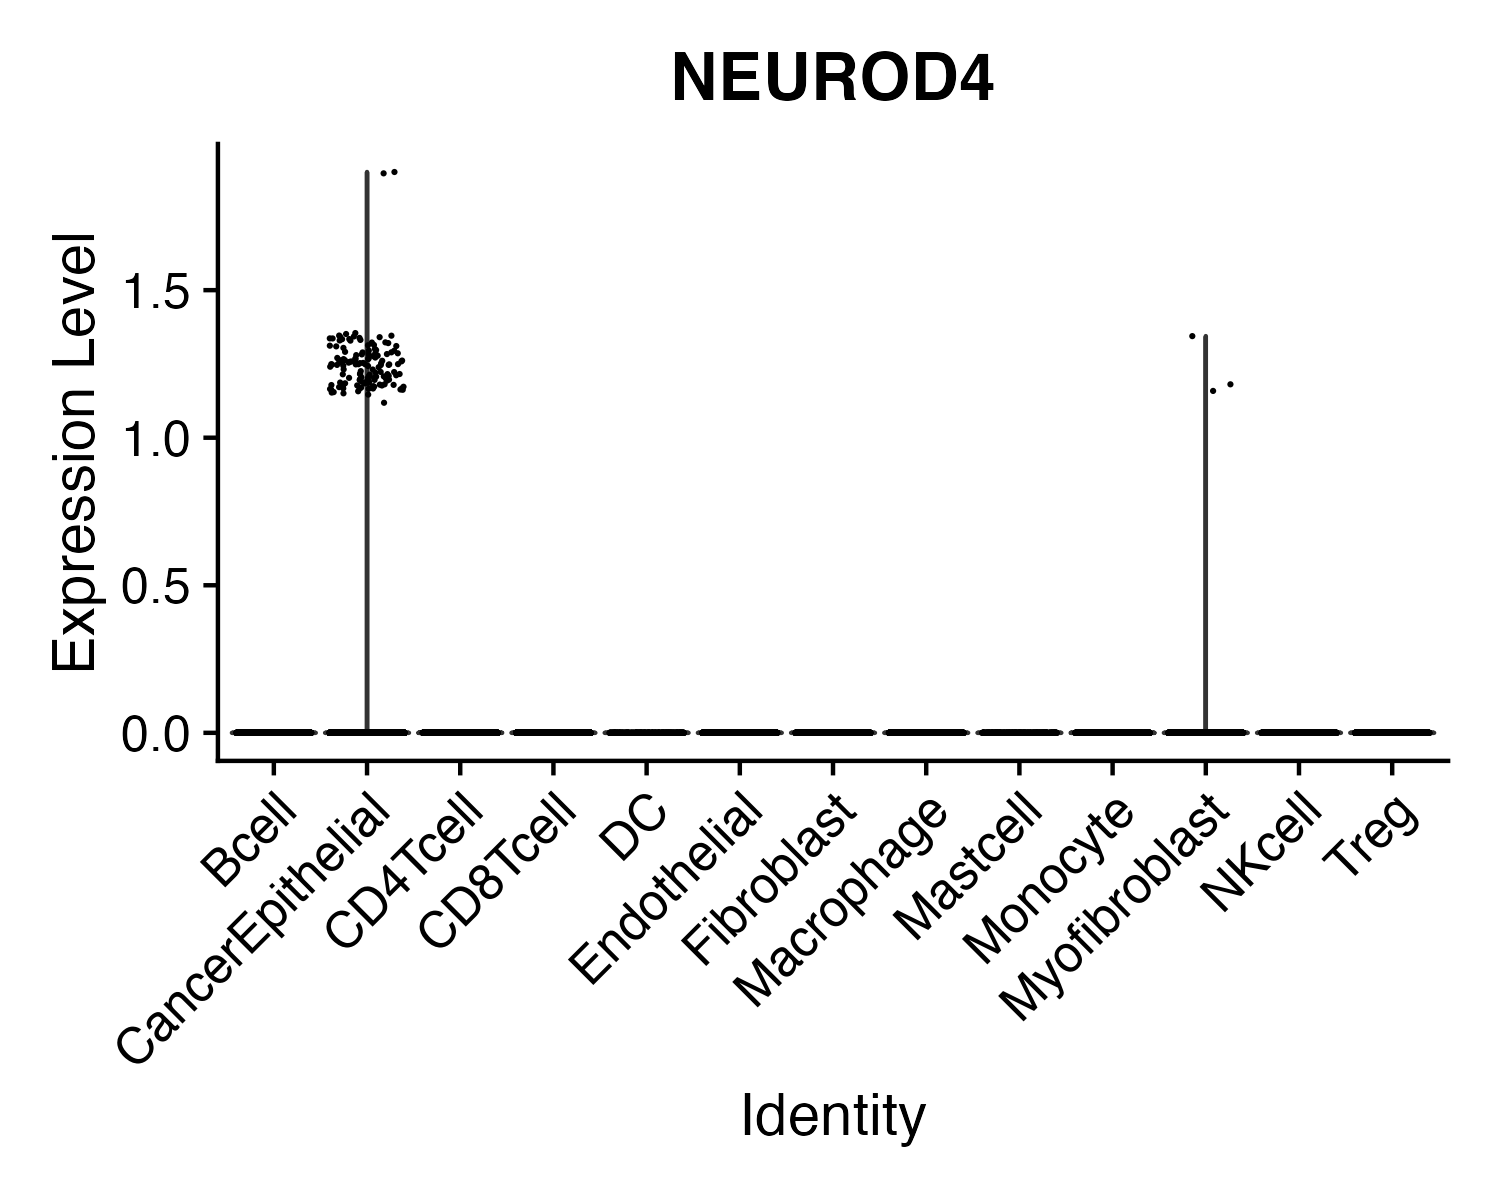 NEUROD4
Expression Level
1.5
1.0
0.5
0.0
Bcell
CancerEpithelial
CD4Tcell
CD8Tcell
DC
Endothelial
Fibroblast
Macrophage
Mastcell
Monocyte
Myofibroblast
NKcell
Treg
Identity